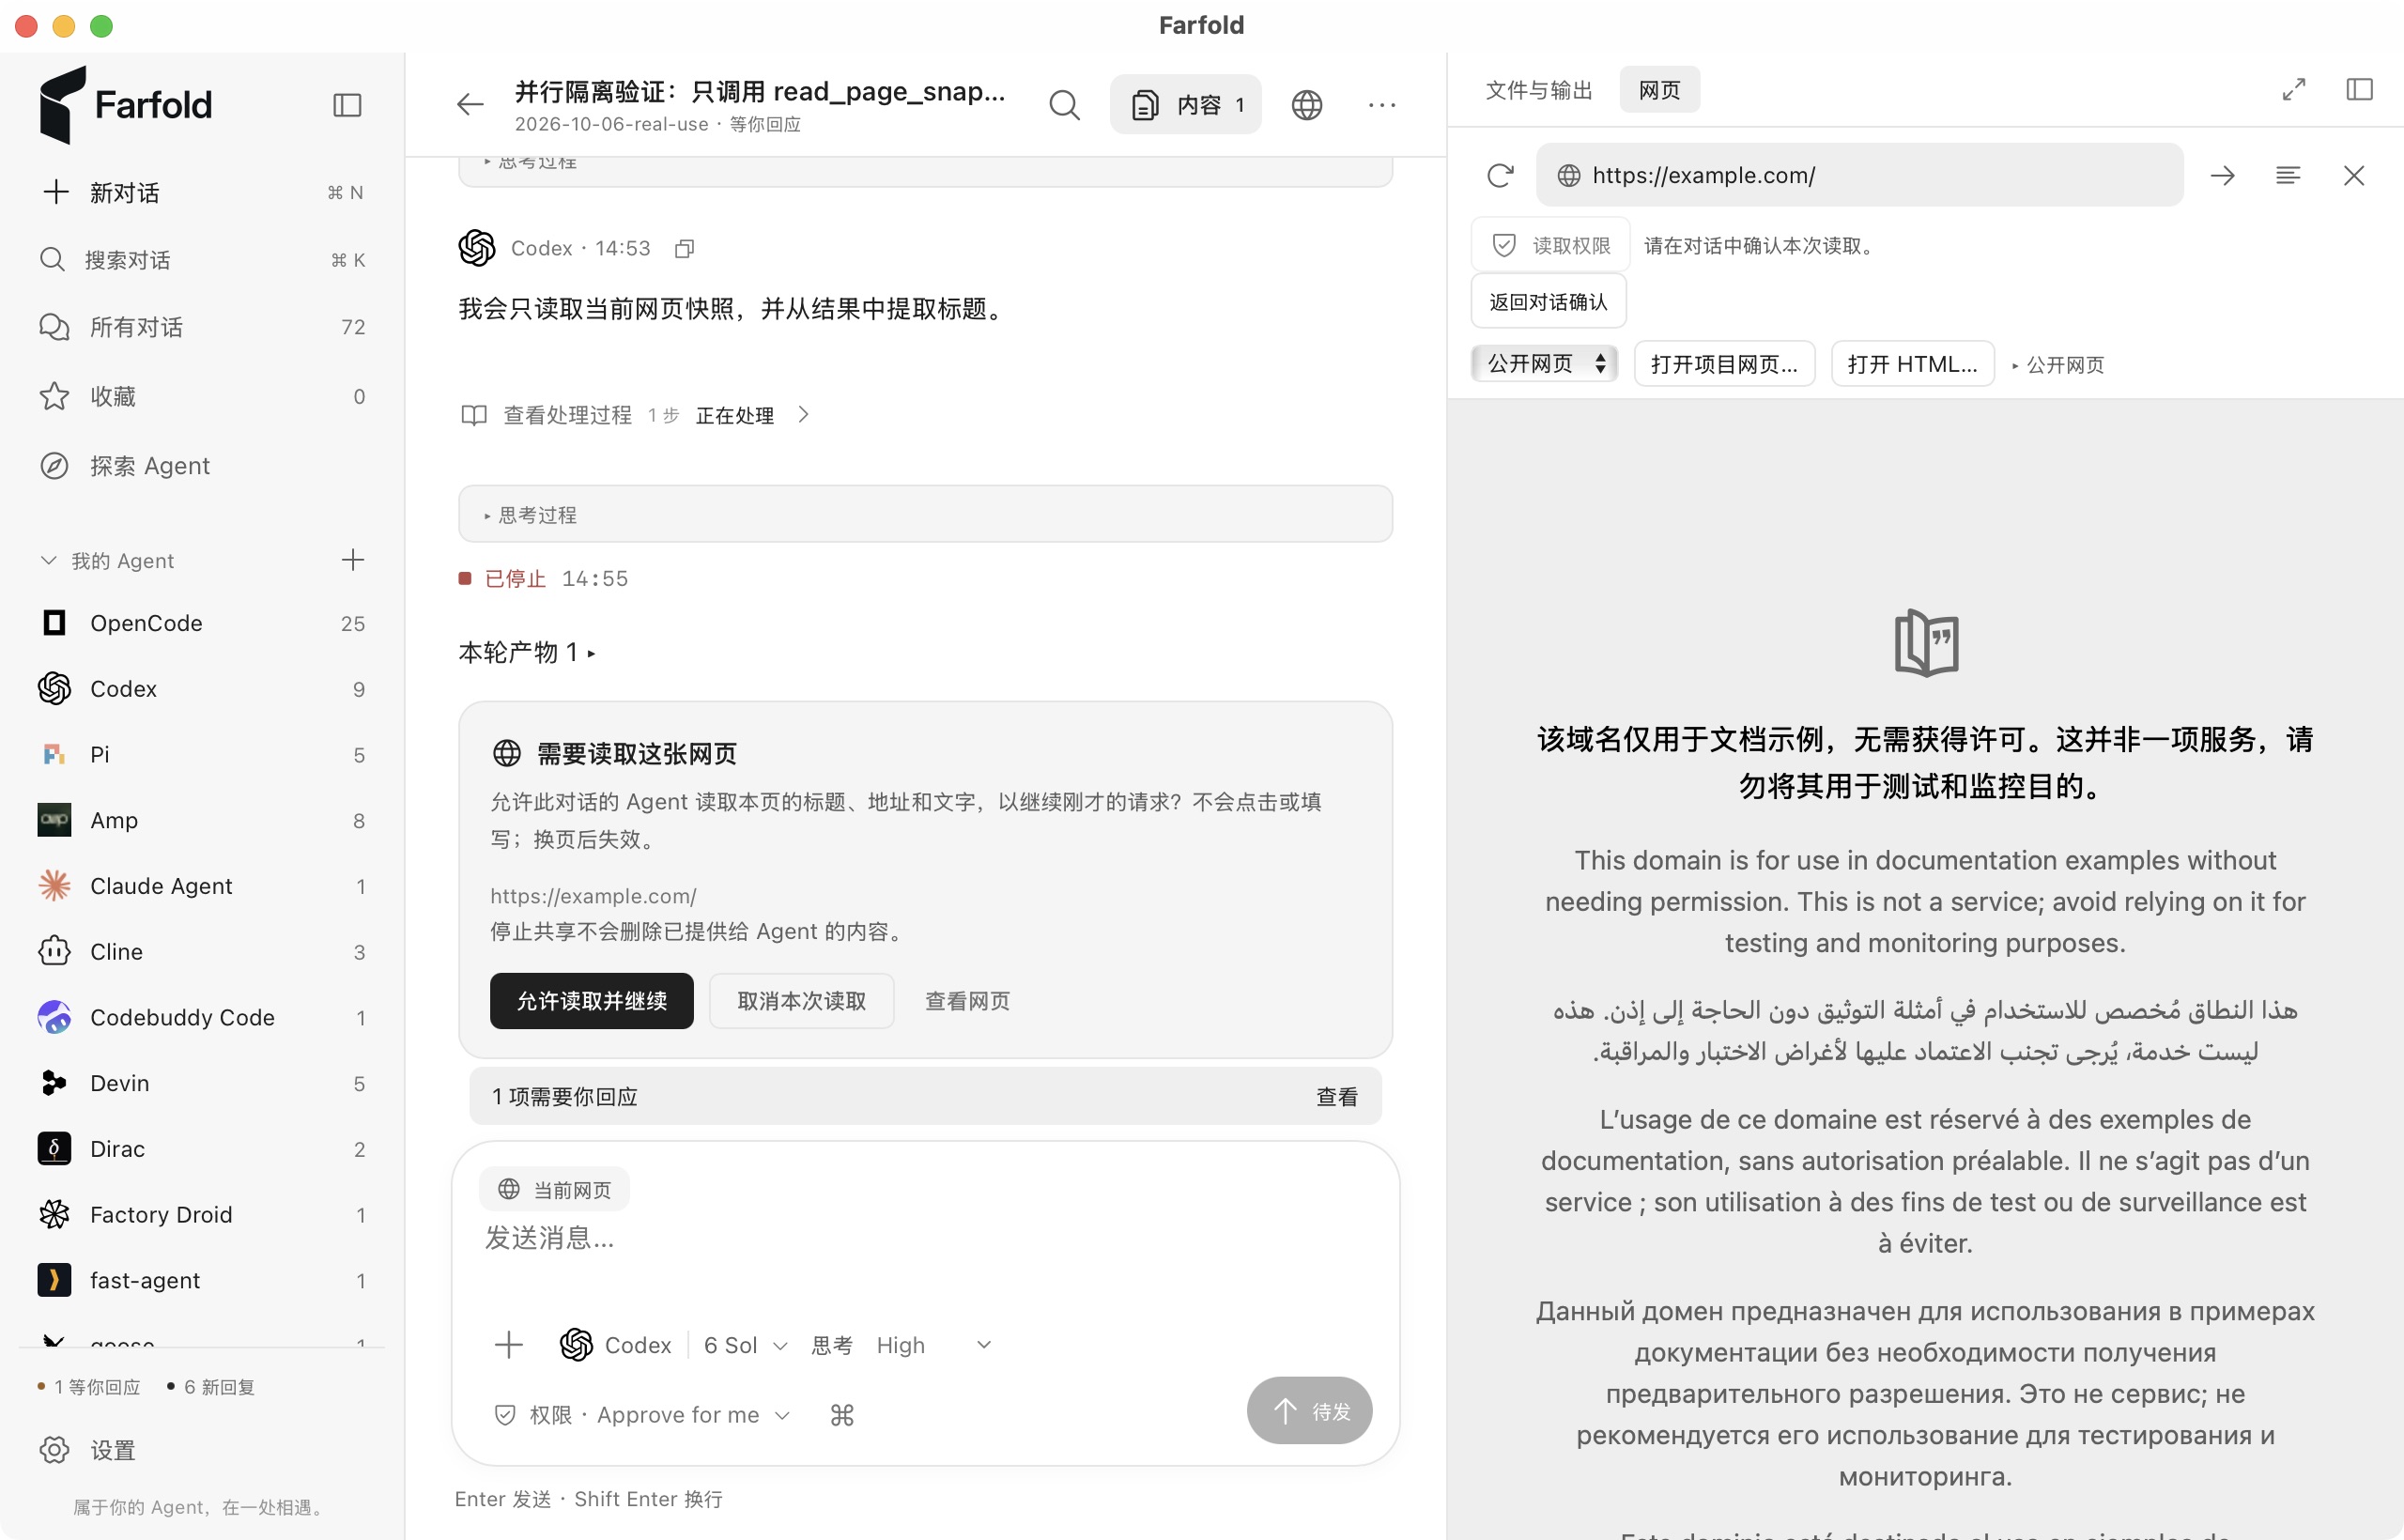 Farfold
Farfold
新对话 ⌘ N
搜索对话 ⌘ K
所有对话 72
收藏 0
探索 Agent
我的 Agent
OpenCode 25
Codex 9
Pi 5
Amp 8
Claude Agent 1
Cline 3
Codebuddy Code 1
Devin 5
Dirac 2
Factory Droid 1
fast-agent 1
goose 1
1 等你回应 6 新回复
设置
属于你的 Agent，在一处相遇。
并行隔离验证：只调用 read_page_snap...
2026-10-06-real-use · 等你回应
内容 1
思考过程
Codex · 14:53
我会只读取当前网页快照，并从结果中提取标题。
查看处理过程 1 步 正在处理
思考过程
已停止 14:55
本轮产物 1
需要读取这张网页
允许此对话的 Agent 读取本页的标题、地址和文字，以继续刚才的请求？不会点击或填
写；换页后失效。
https://example.com/
停止共享不会删除已提供给 Agent 的内容。
允许读取并继续 取消本次读取 查看网页
1 项需要你回应 查看
当前网页
发送消息...
Codex 6 Sol 思考 High
权限 · Approve for me ⌘
待发
Enter 发送 · Shift Enter 换行
文件与输出 网页
https://example.com/
读取权限 请在对话中确认本次读取。
返回对话确认
公开网页 打开项目网页... 打开 HTML... 公开网页
该域名仅用于文档示例，无需获得许可。这并非一项服务，请
勿将其用于测试和监控目的。
This domain is for use in documentation examples without
needing permission. This is not a service; avoid relying on it for
testing and monitoring purposes.
هذا النطاق مُخصص للاستخدام في أمثلة التوثيق دون الحاجة إلى إذن. هذه
ليست خدمة، يُرجى تجنب الاعتماد عليها لأغراض الاختبار والمراقبة.
L’usage de ce domaine est réservé à des exemples de
documentation, sans autorisation préalable. Il ne s’agit pas d’un
service ; son utilisation à des fins de test ou de surveillance est
à éviter.
Данный домен предназначен для использования в примерах
документации без необходимости получения
предварительного разрешения. Это не сервис; не
рекомендуется его использование для тестирования и
мониторинга.